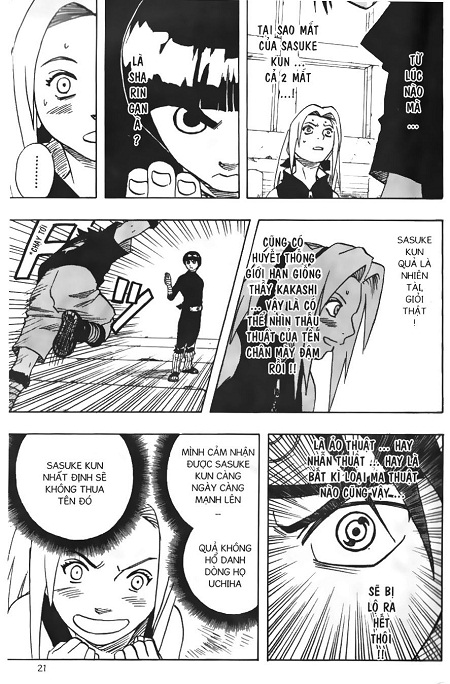 TỪ
LÚC
NÀO
MÀ
...
TẠI SAO MẮT
CỦA SASUKE
KUN ...
CẢ 2 MẮT
...!
LÀ
SHA
RIN
GAN
À?
........
SASUKE
KUN
QUẢ LÀ
NHIÊN
TÀI,
GIỎI
THẬT
!
CŨNG CÓ
HUYẾT THỐNG
GIỚI HẠN GIỐNG
THẦY KAKASHI
... VẬY LÀ CÓ
THỂ NHÌN THẤU
THUẬT CỦA TÊN
CHÂN MÀY ĐẬM
RỒI !!
CHẠY TỚI
LÀ ẢO THUẬT ... HAY
NHẪN THUẬT ... HAY LÀ
BẤT KÌ LOẠI MA THUẬT
NÀO CŨNG VẬY ...
SẼ BỊ
LỘ RA
HẾT
THÔI
!!
MÌNH CẢM NHẬN
ĐƯỢC SASUKE
KUN CÀNG
NGÀY CÀNG
MẠNH LÊN
...
QUẢ KHÔNG
HỔ DANH
DÒNG HỌ
UCHIHA
SASUKE KUN
NHẤT ĐỊNH SẼ
KHÔNG THUA
TÊN ĐÓ
21